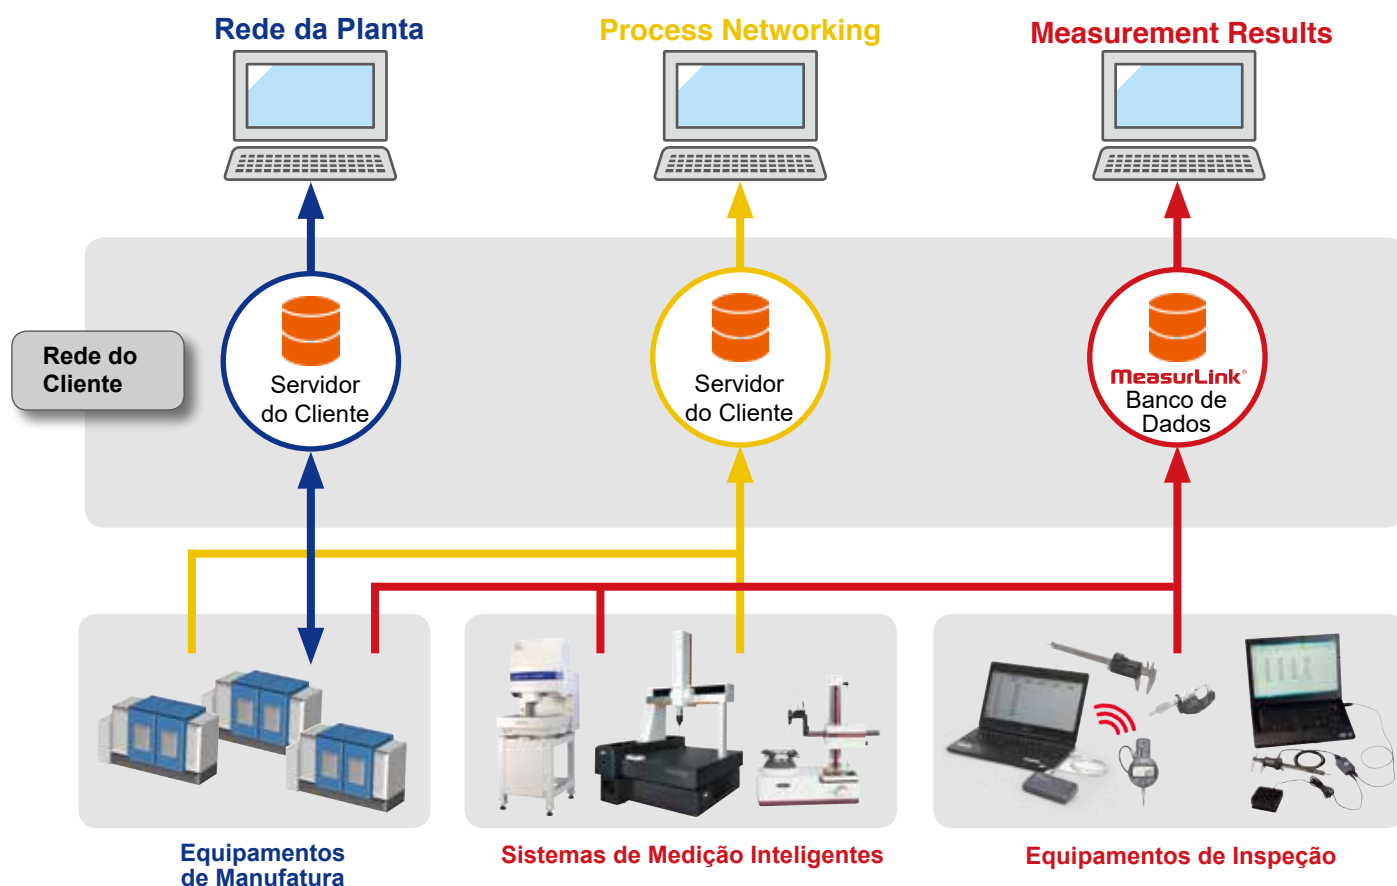 Rede da Planta
Process Networking
Measurement Results
Rede do
Cliente
Servidor
do Cliente
Servidor
do Cliente
MeasurLink®
Banco de
Dados
Equipamentos
de Manufatura
Sistemas de Medição Inteligentes
Equipamentos de Inspeção